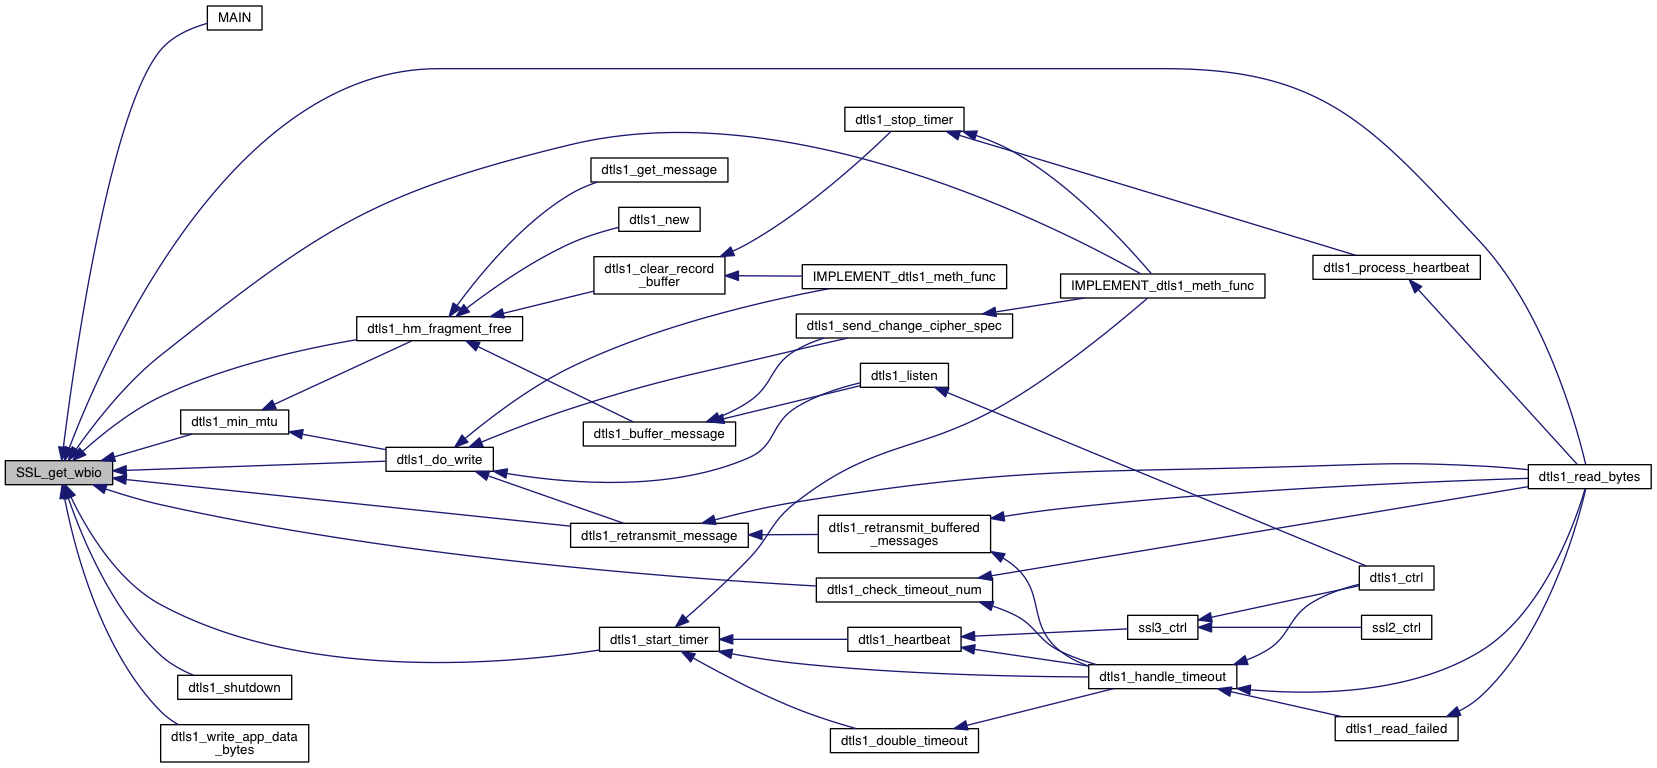 MAIN
dtls1_stop_timer
dtls1_get_message
dtls1_new
dtls1_clear_record
_buffer
IMPLEMENT_dtls1_meth_func
IMPLEMENT_dtls1_meth_func
dtls1_process_heartbeat
dtls1_hm_fragment_free
dtls1_send_change_cipher_spec
dtls1_listen
dtls1_min_mtu
dtls1_buffer_message
dtls1_do_write
SSL_get_wbio
dtls1_read_bytes
dtls1_retransmit_message
dtls1_retransmit_buffered
_messages
dtls1_check_timeout_num
dtls1_ctrl
dtls1_start_timer
dtls1_heartbeat
ssl3_ctrl
ssl2_ctrl
dtls1_handle_timeout
dtls1_shutdown
dtls1_write_app_data
_bytes
dtls1_double_timeout
dtls1_read_failed